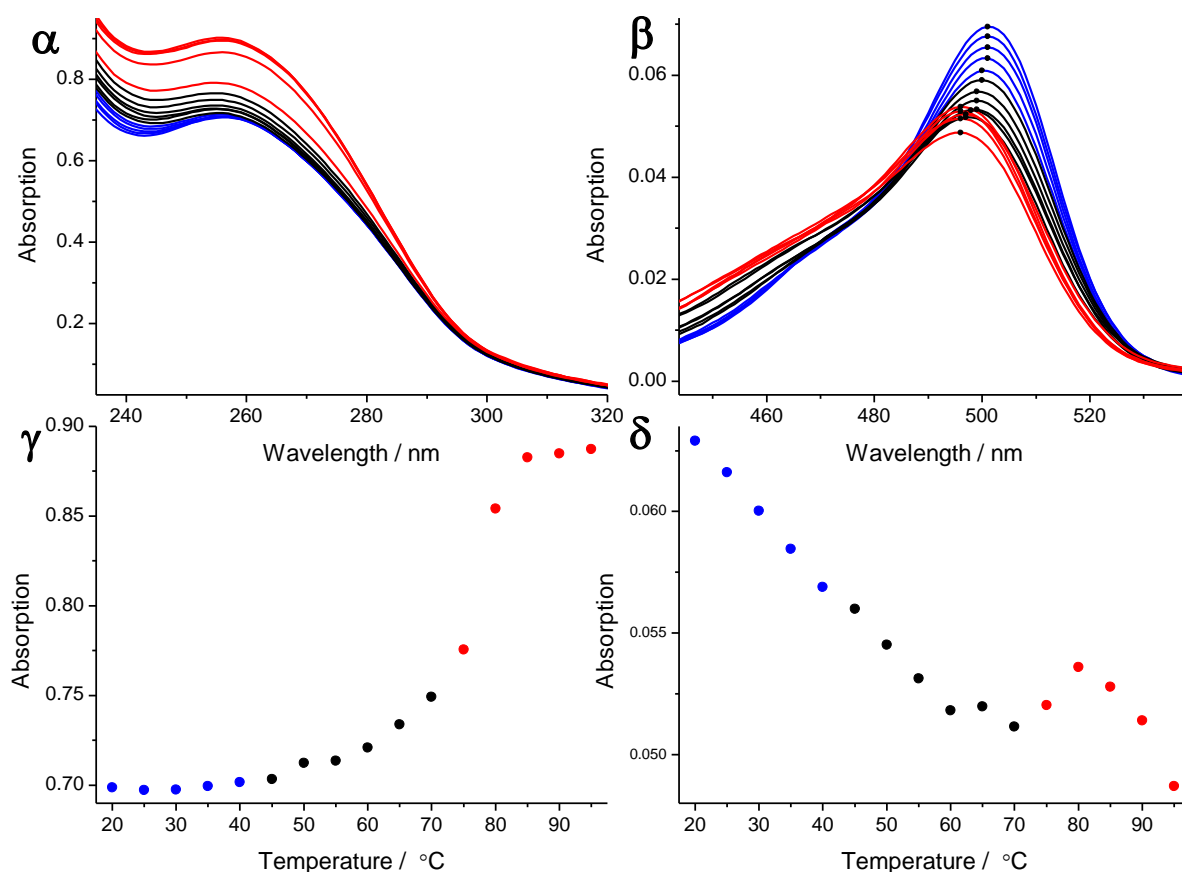 α
Absorption
0.8
0.6
0.4
0.2
240 260 280 300 320
Wavelength / nm
β
Absorption
0.06
0.04
0.02
0.00
460 480 500 520
Wavelength / nm
γ
Absorption
0.90
0.85
0.80
0.75
0.70
20 30 40 50 60 70 80 90
Temperature / °C
δ
Absorption
0.060
0.055
0.050
20 30 40 50 60 70 80 90
Temperature / °C